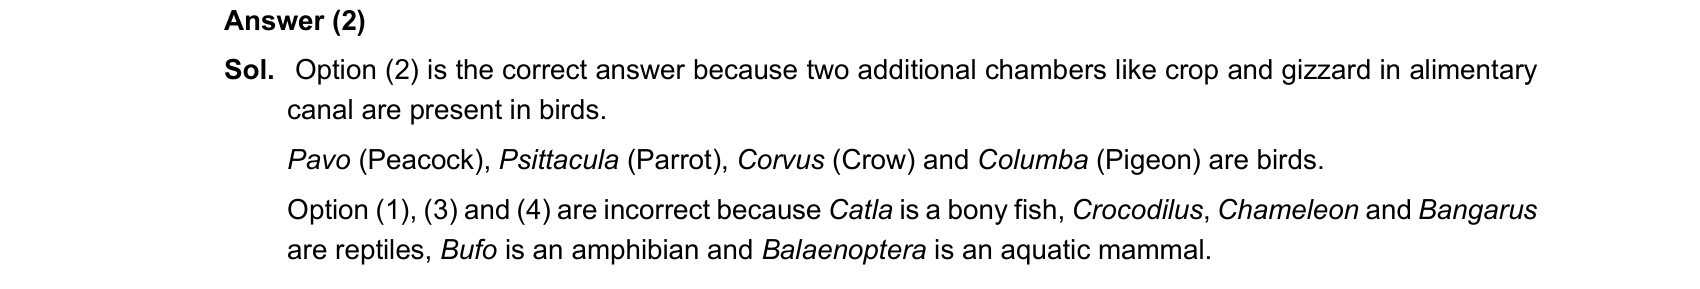 Answer (2)
Sol. Option (2) is the correct answer because two additional chambers like crop and gizzard in alimentary
canal are present in birds.
Pavo (Peacock), Psittacula (Parrot), Corvus (Crow) and Columba (Pigeon) are birds.
Option (1), (3) and (4) are incorrect because Catla is a bony fish, Crocodilus, Chameleon and Bangarus
are reptiles, Bufo is an amphibian and Balaenoptera is an aquatic mammal.